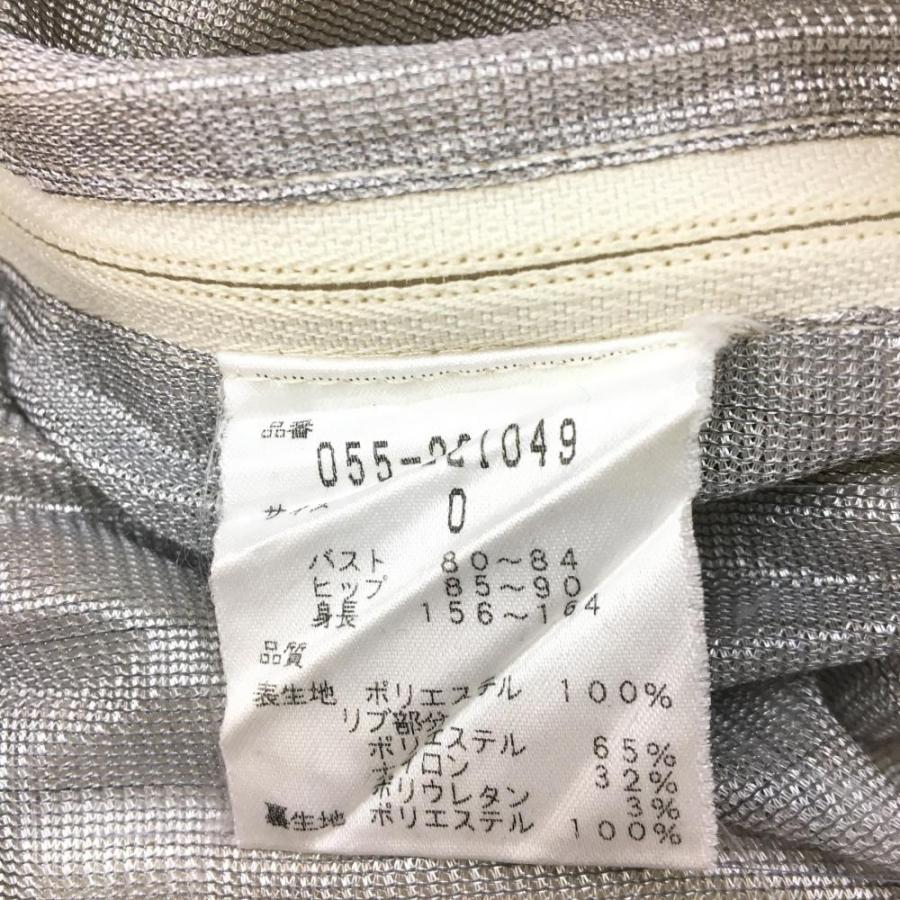 品番
サイズ 0
バスト 80～84
ヒップ 85～90
身長 156～164
品質
表生地 ポリエステル 100%
リブ部分
ポリエステル 65%
ナイロン 32%
ポリウレタン 3%
裏生地 ポリエステル 100%